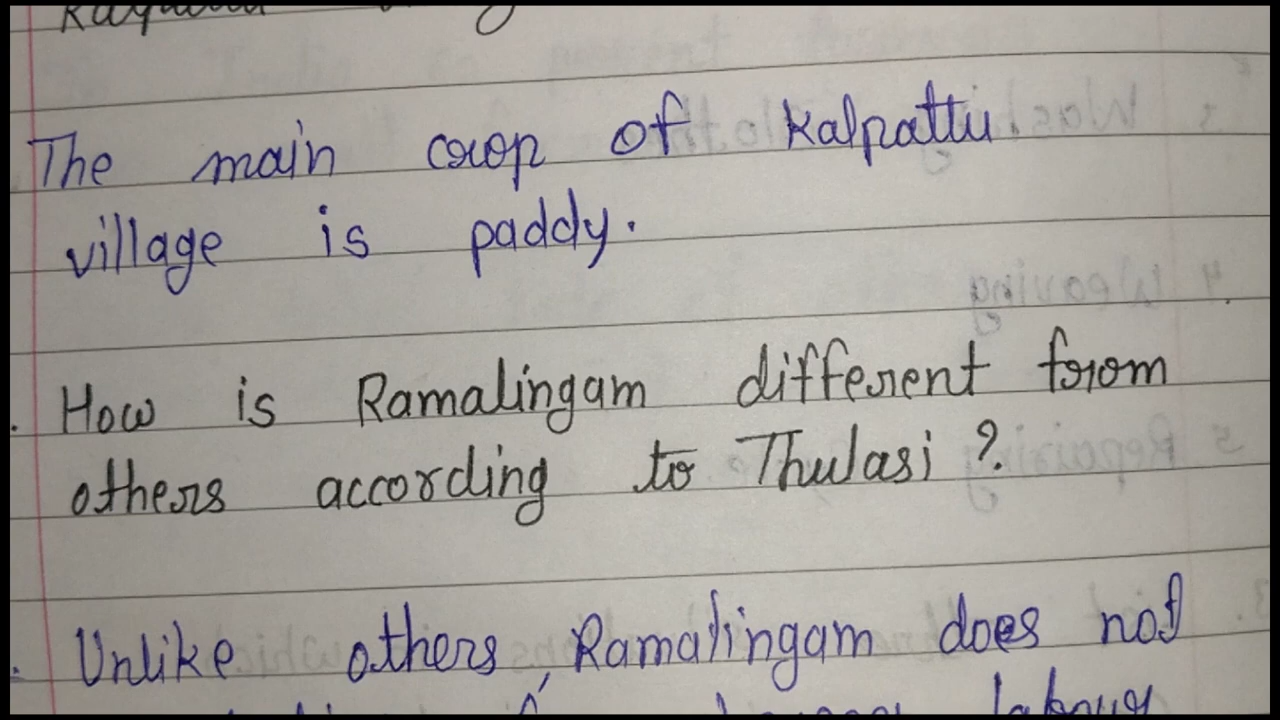 The main crop of Kalpattu
village is paddy.
How is Ramalingam different from
others according to Thulasi ?
Unlike others, Ramalingam does not
labour